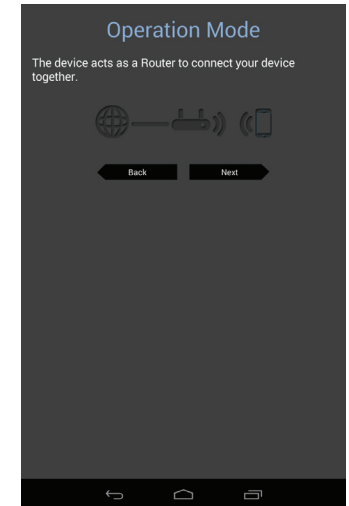 Operation Mode
The device acts as a Router to connect your device
together.
Back
Next